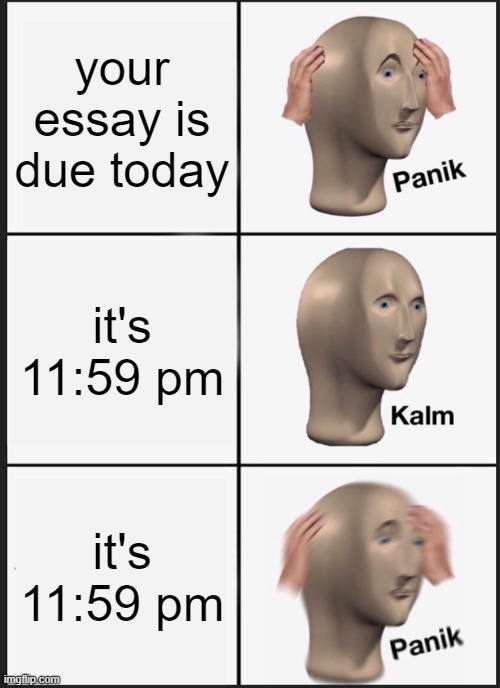 your
essay is
due today
Panik
it's
11:59 pm
Kalm
it's
11:59 pm
Panik
imgflip.com